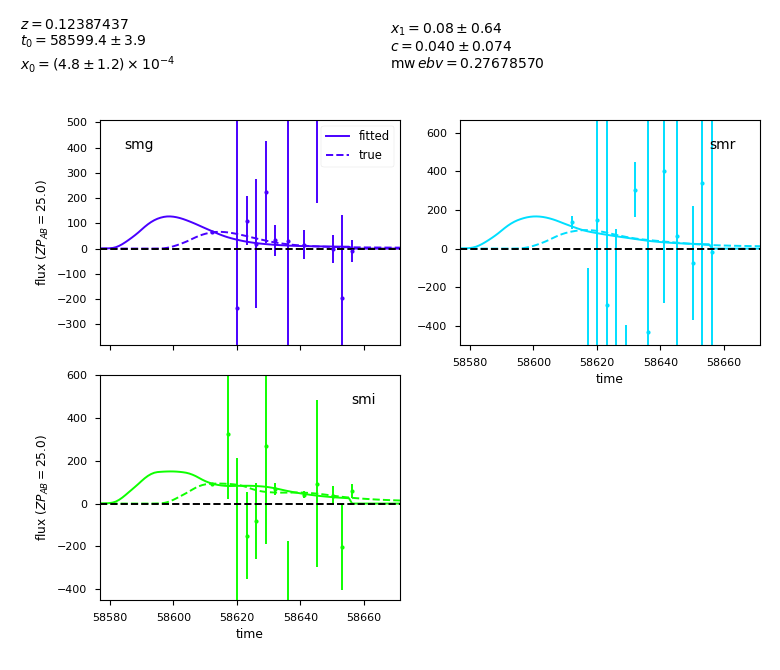 z = 0.12387437
t₀ = 58599.4 ± 3.9
x₀ = (4.8 ± 1.2) × 10⁻⁴
x₁ = 0.08 ± 0.64
c = 0.040 ± 0.074
mwebv = 0.27678570
smg
fitted
true
500
400
300
200
100
0
−100
−200
−300
flux (ZP_AB = 25.0)
smr
600
400
200
0
−200
−400
58580 58600 58620 58640 58660
time
smi
600
400
200
0
−200
−400
flux (ZP_AB = 25.0)
58580 58600 58620 58640 58660
time